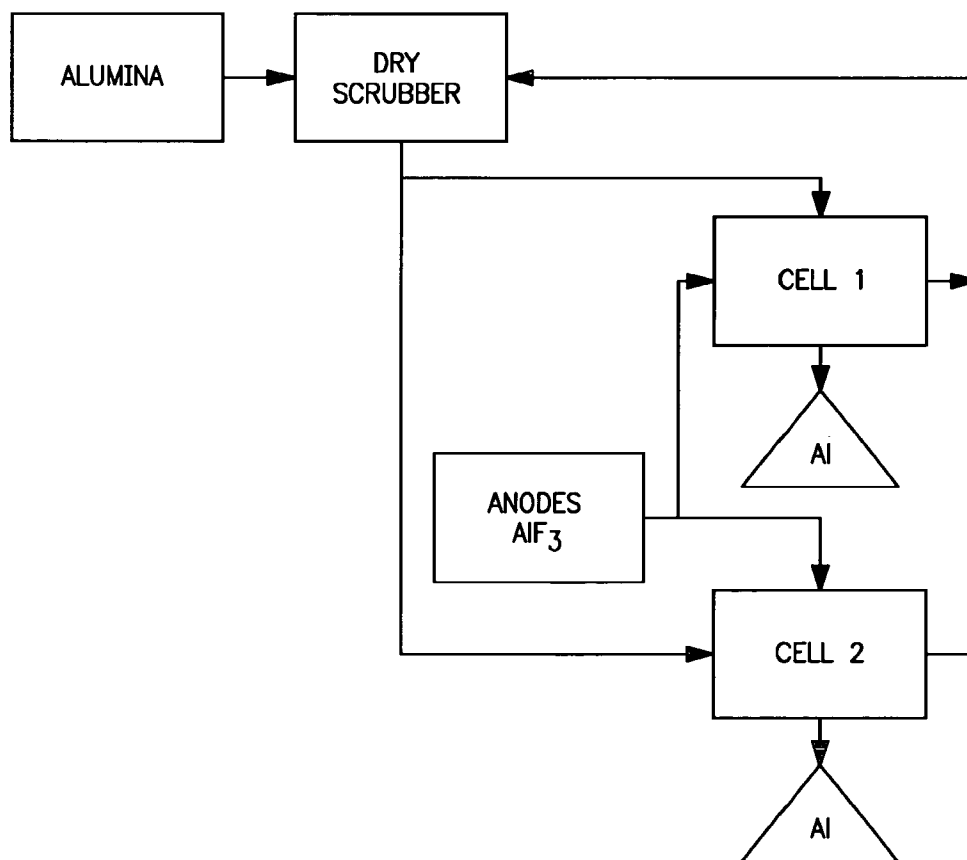 ALUMINA
DRY
SCRUBBER
CELL 1
Al
ANODES
AlF3
CELL 2
Al